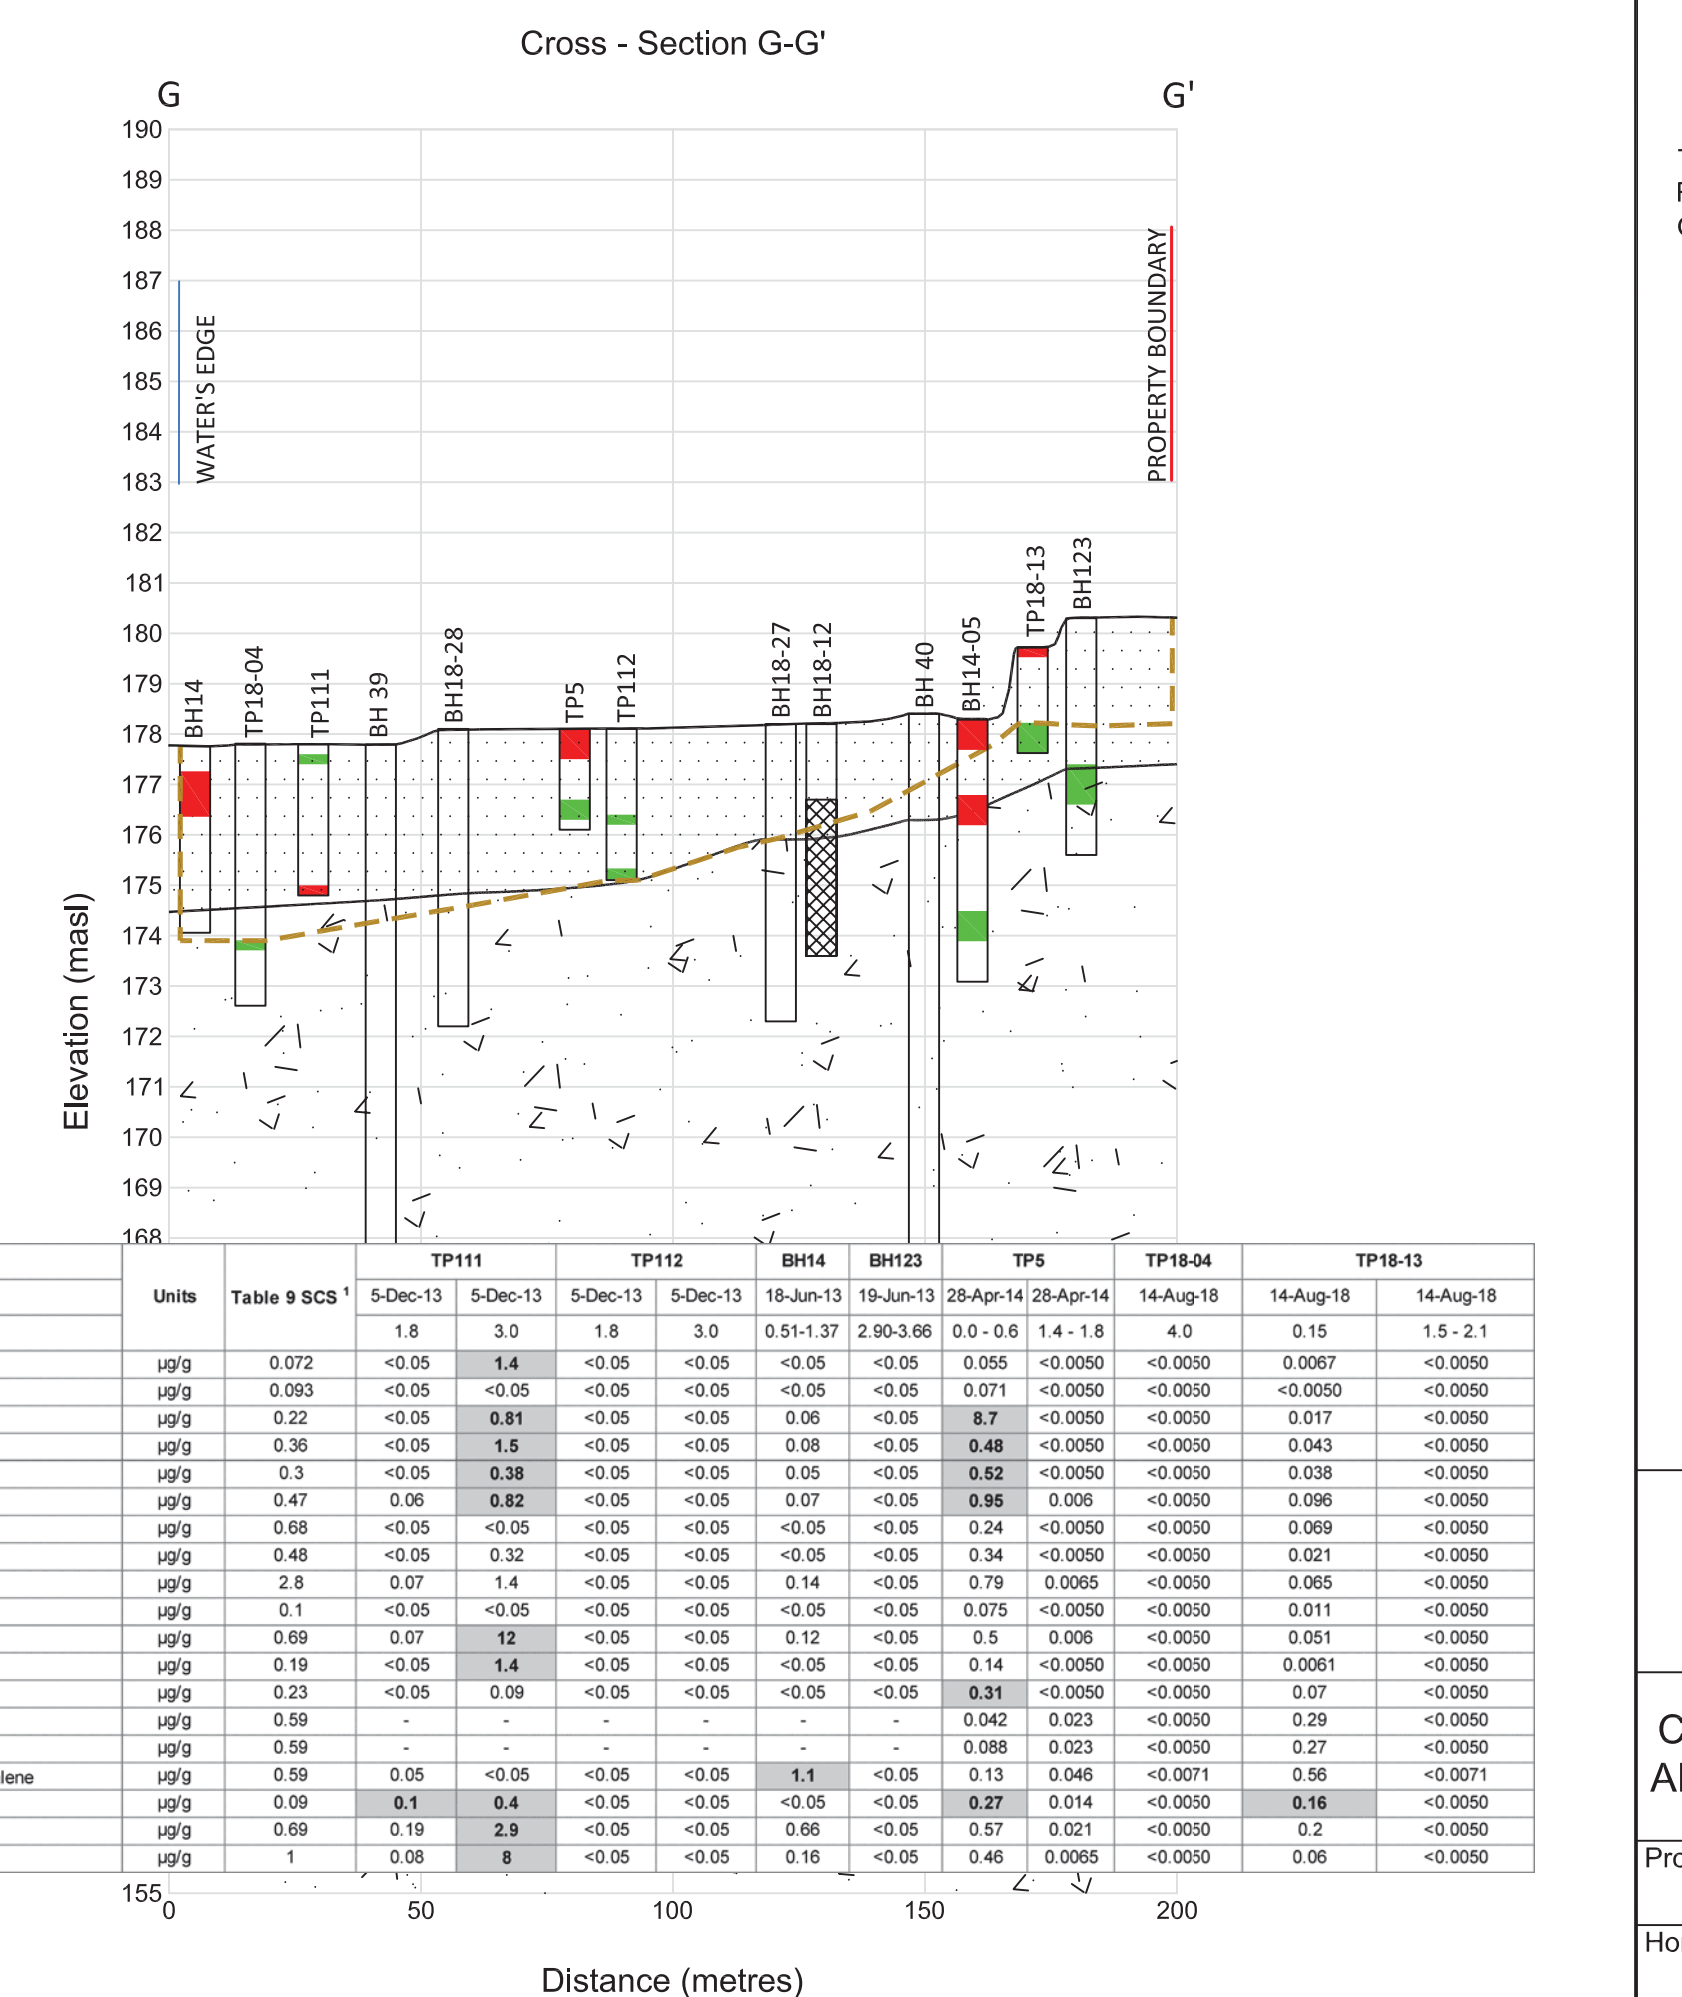 Cross - Section G-G'
G G'
190
189
188
187
186
185
184
183
182
181
180
179
178
177
176
175
174
173
172
171
170
169
168
155
Elevation (masl)
WATER'S EDGE
PROPERTY BOUNDARY
BH14
TP18-04
TP111
BH 39
BH18-28
TP5
TP112
BH18-27
BH18-12
BH 40
BH14-05
TP18-13
BH123
Units Table 9 SCS 1 TP111 TP112 BH14 BH123 TP5 TP18-04 TP18-13
5-Dec-13 5-Dec-13 5-Dec-13 5-Dec-13 18-Jun-13 19-Jun-13 28-Apr-14 28-Apr-14 14-Aug-18 14-Aug-18 14-Aug-18
1.8 3.0 1.8 3.0 0.51-1.37 2.90-3.66 0.0 - 0.6 1.4 - 1.8 4.0 0.15 1.5 - 2.1
µg/g 0.072 <0.05 1.4 <0.05 <0.05 <0.05 <0.05 0.055 <0.0050 <0.0050 0.0067 <0.0050
µg/g 0.093 <0.05 <0.05 <0.05 <0.05 <0.05 <0.05 0.071 <0.0050 <0.0050 <0.0050 <0.0050
µg/g 0.22 <0.05 0.81 <0.05 <0.05 0.06 <0.05 8.7 <0.0050 <0.0050 0.017 <0.0050
µg/g 0.36 <0.05 1.5 <0.05 <0.05 0.08 <0.05 0.48 <0.0050 <0.0050 0.043 <0.0050
µg/g 0.3 <0.05 0.38 <0.05 <0.05 0.05 <0.05 0.52 <0.0050 <0.0050 0.038 <0.0050
µg/g 0.47 0.06 0.82 <0.05 <0.05 0.07 <0.05 0.95 0.006 <0.0050 0.096 <0.0050
µg/g 0.68 <0.05 <0.05 <0.05 <0.05 <0.05 <0.05 0.24 <0.0050 <0.0050 0.069 <0.0050
µg/g 0.48 <0.05 0.32 <0.05 <0.05 <0.05 <0.05 0.34 <0.0050 <0.0050 0.021 <0.0050
µg/g 2.8 0.07 1.4 <0.05 <0.05 0.14 <0.05 0.79 0.0065 <0.0050 0.065 <0.0050
µg/g 0.1 <0.05 <0.05 <0.05 <0.05 <0.05 <0.05 0.075 <0.0050 <0.0050 0.011 <0.0050
µg/g 0.69 0.07 12 <0.05 <0.05 0.12 <0.05 0.5 0.006 <0.0050 0.051 <0.0050
µg/g 0.19 <0.05 1.4 <0.05 <0.05 <0.05 <0.05 0.14 <0.0050 <0.0050 0.0061 <0.0050
µg/g 0.23 <0.05 0.09 <0.05 <0.05 <0.05 <0.05 0.31 <0.0050 <0.0050 0.07 <0.0050
µg/g 0.59 - - - - - - 0.042 0.023 <0.0050 0.29 <0.0050
µg/g 0.59 - - - - - - 0.088 0.023 <0.0050 0.27 <0.0050
lene µg/g 0.59 0.05 <0.05 <0.05 <0.05 1.1 <0.05 0.13 0.046 <0.0071 0.56 <0.0071
µg/g 0.09 0.1 0.4 <0.05 <0.05 <0.05 <0.05 0.27 0.014 <0.0050 0.16 <0.0050
µg/g 0.69 0.19 2.9 <0.05 <0.05 0.66 <0.05 0.57 0.021 <0.0050 0.2 <0.0050
µg/g 1 0.08 8 <0.05 <0.05 0.16 <0.05 0.46 0.0065 <0.0050 0.06 <0.0050
0 50 100 150 200
Distance (metres)
Pro